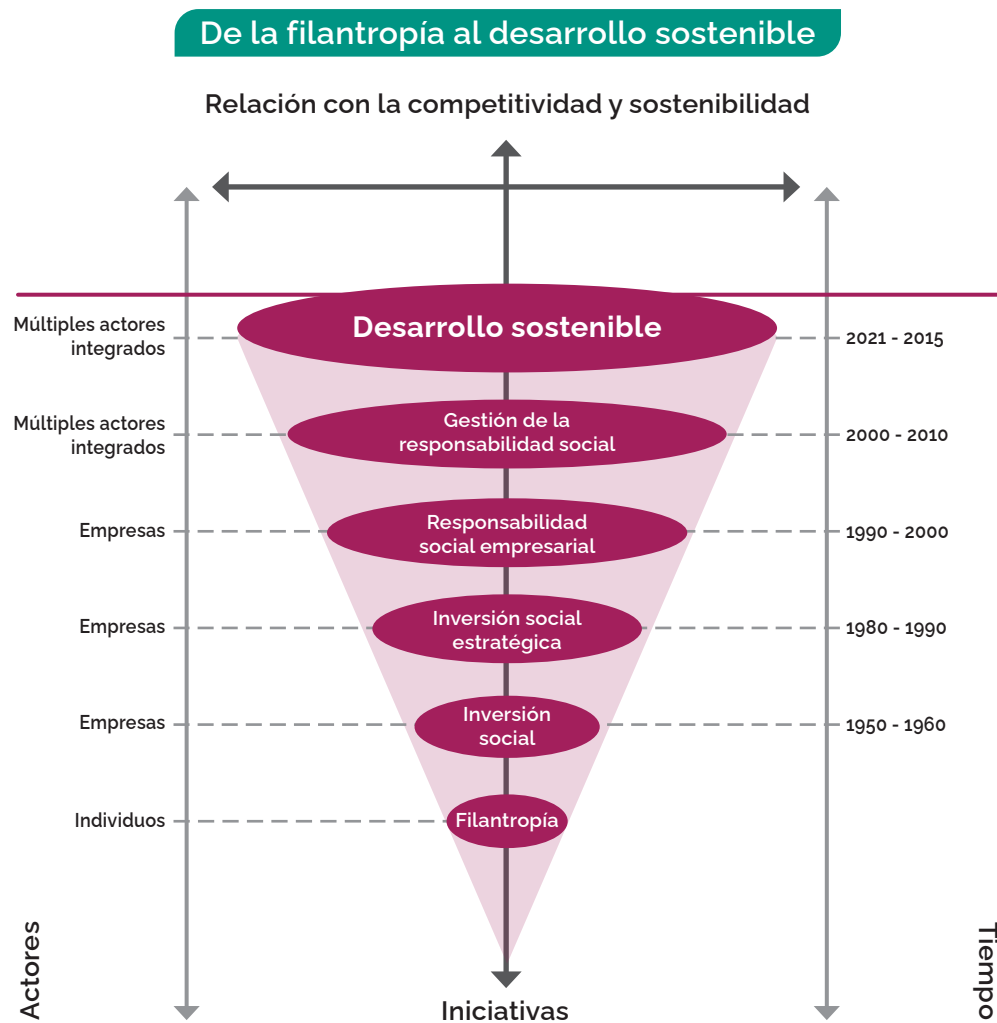 De la filantropía al desarrollo sostenible
Relación con la competitividad y sostenibilidad
Múltiples actores
integrados
Desarrollo sostenible
2021 - 2015
Múltiples actores
integrados
Gestión de la
responsabilidad social
2000 - 2010
Empresas
Responsabilidad
social empresarial
1990 - 2000
Empresas
Inversión social
estratégica
1980 - 1990
Empresas
Inversión
social
1950 - 1960
Individuos
Filantropía
Actores
Iniciativas
Tiempo